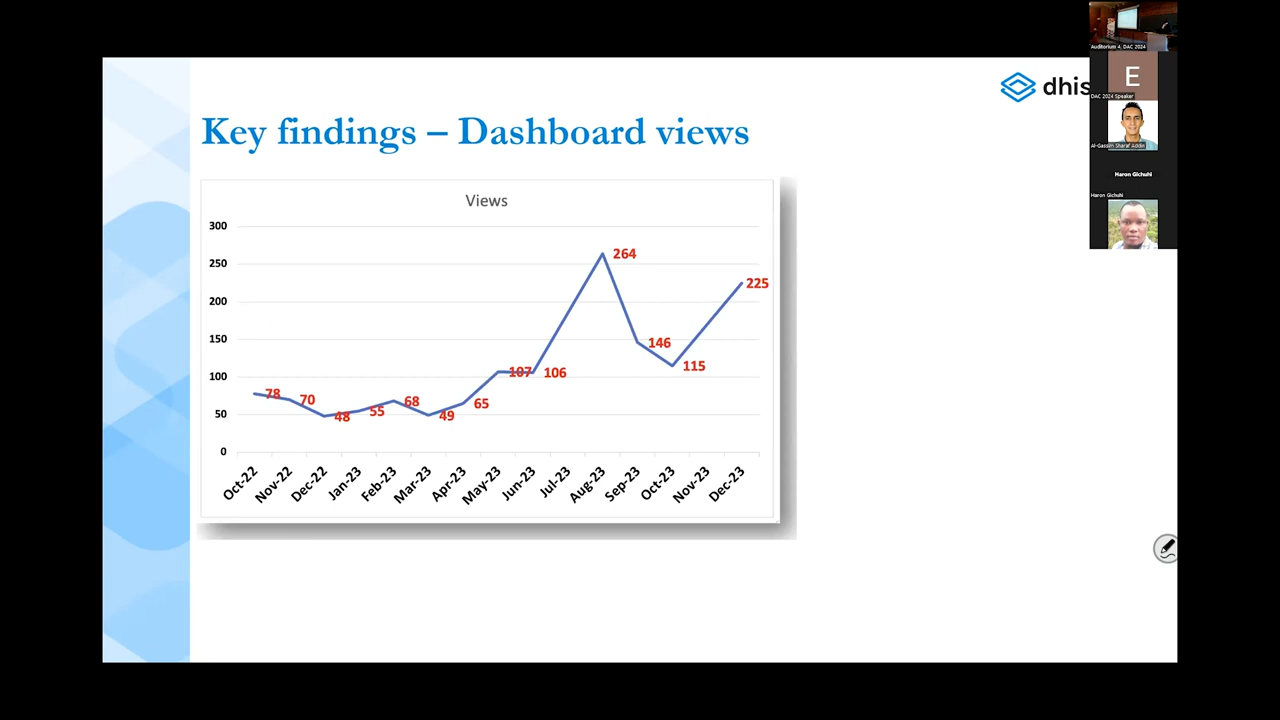 Auditorium 4, DAC 2024
dhis
E
DAC 2024 Speaker
Key findings – Dashboard views
Al-Gassim Sharaf Addin
Haron Gichuhi
Haron Gichuhi
Views
300
250
200
150
100
50
0
78
70
48
55
68
49
65
107
106
264
146
115
225
Oct-22
Nov-22
Dec-22
Jan-23
Feb-23
Mar-23
Apr-23
May-23
Jun-23
Jul-23
Aug-23
Sep-23
Oct-23
Nov-23
Dec-23